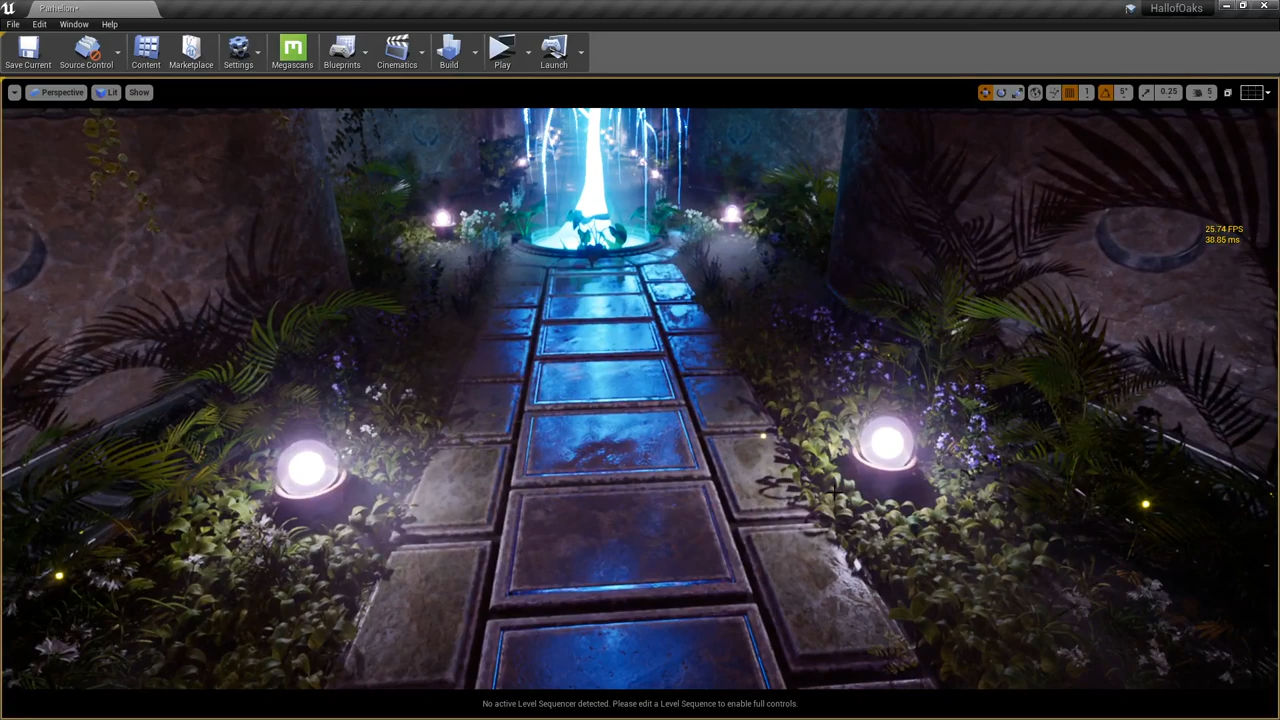 Parhelion*
HallofOaks
File Edit Window Help
Save Current Source Control Content Marketplace Settings Megascans Blueprints Cinematics Build Play Launch
Perspective Lit Show 1 5° 0.25 5
25.74 FPS
38.85 ms
No active Level Sequencer detected. Please edit a Level Sequence to enable full controls.